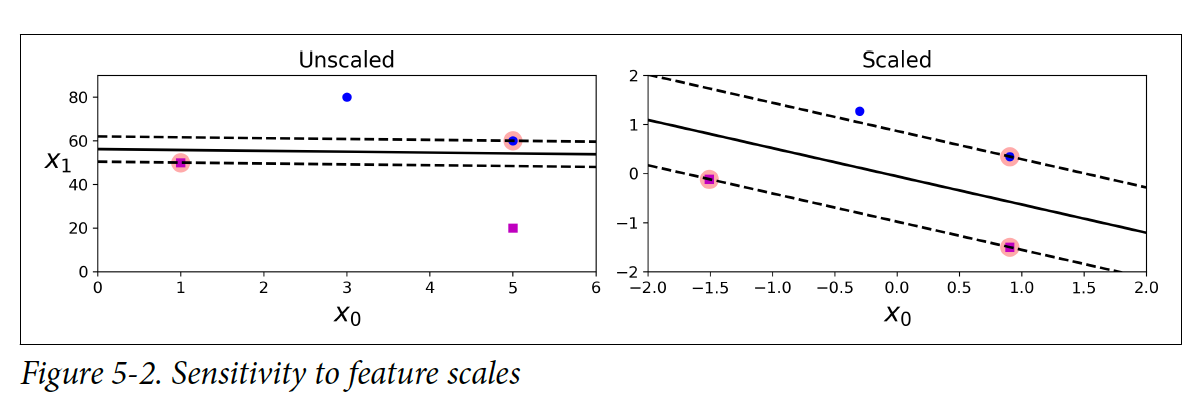 Unscaled
80
60
40
20
0
x1
0 1 2 3 4 5 6
x0
Scaled
2
1
0
−1
−2
−2.0 −1.5 −1.0 −0.5 0.0 0.5 1.0 1.5 2.0
x0
Figure 5-2. Sensitivity to feature scales